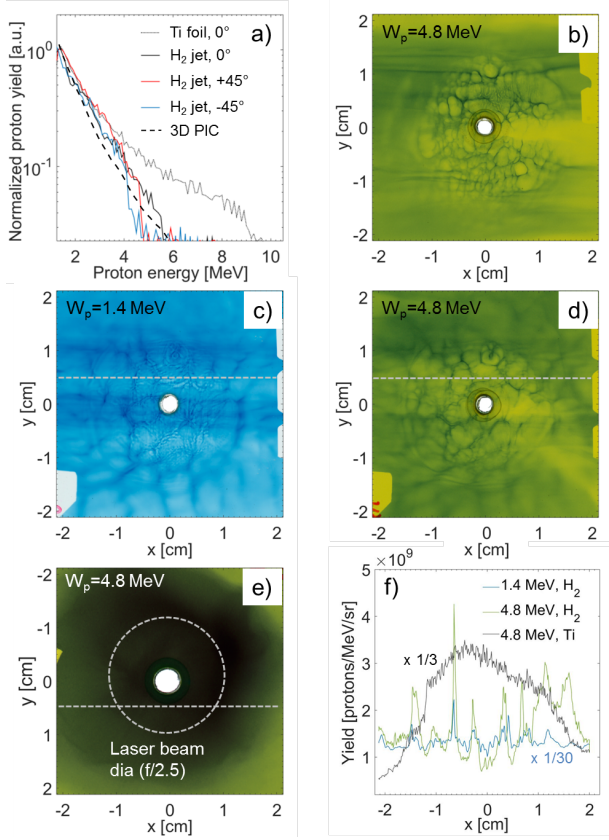 Normalized proton yield [a.u.]
10⁰
10⁻¹
Ti foil, 0°
H₂ jet, 0°
H₂ jet, +45°
H₂ jet, -45°
3D PIC
a)
2 4 6 8 10
Proton energy [MeV]
Wₚ=4.8 MeV
b)
y [cm]
2
1
0
-1
-2
-2 -1 0 1 2
x [cm]
Wₚ=1.4 MeV
c)
y [cm]
2
1
0
-1
-2
-2 -1 0 1 2
x [cm]
Wₚ=4.8 MeV
d)
y [cm]
2
1
0
-1
-2
-2 -1 0 1 2
x [cm]
Wₚ=4.8 MeV
e)
y [cm]
-2
-1
0
1
2
Laser beam
dia (f/2.5)
-2 -1 0 1 2
x [cm]
×10⁹
f)
Yield [protons/MeV/sr]
5
4
3
2
1
1.4 MeV, H₂
4.8 MeV, H₂
4.8 MeV, Ti
x 1/3
x 1/30
-2 -1 0 1 2
x [cm]